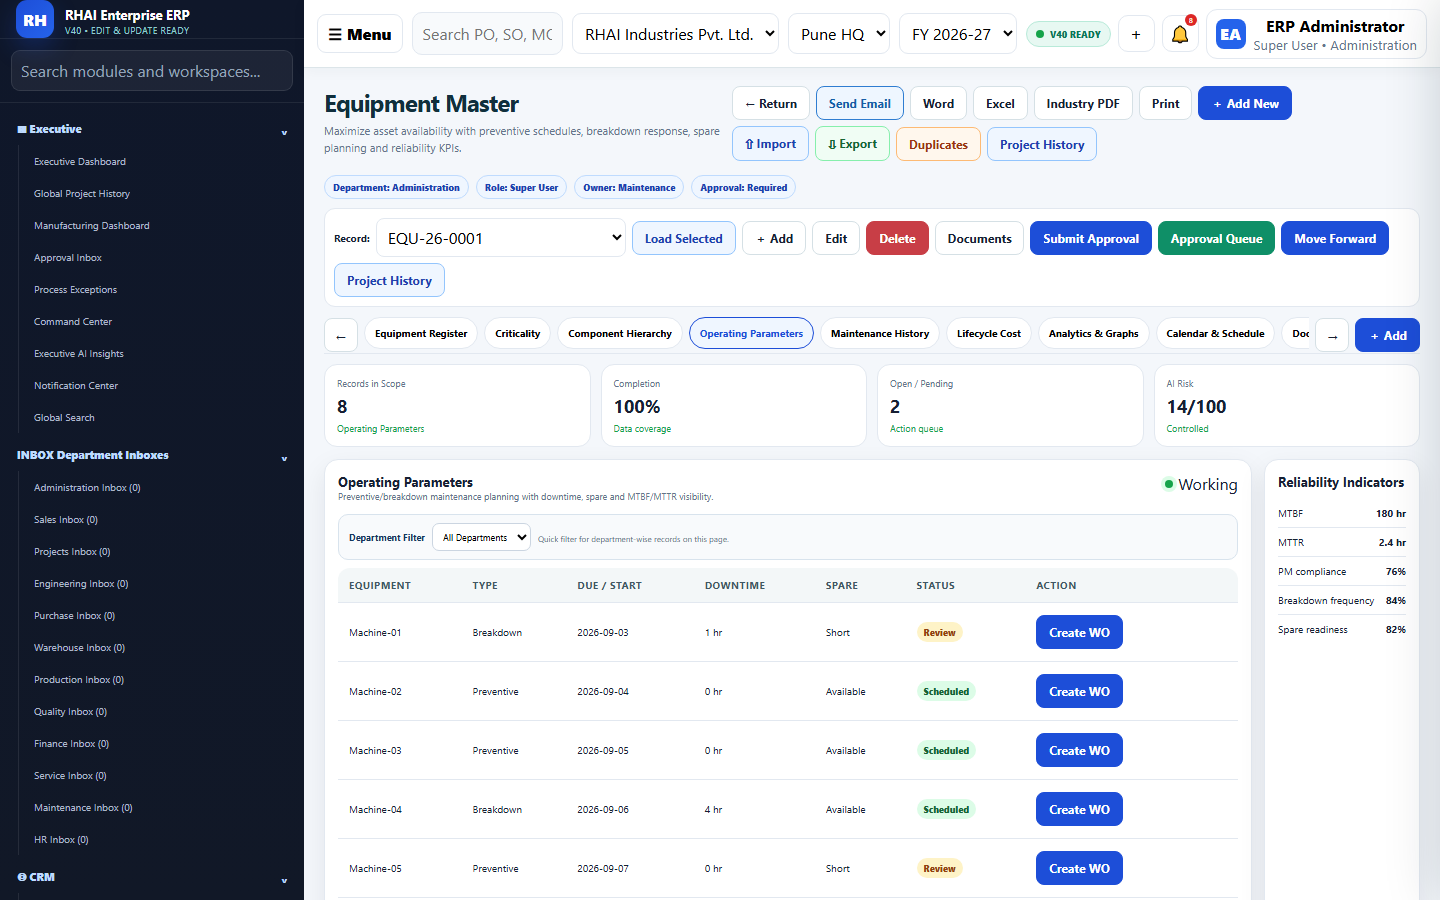 RH
RHAI Enterprise ERP
V40 • EDIT & UPDATE READY
Search modules and workspaces...
Executive
Executive Dashboard
Global Project History
Manufacturing Dashboard
Approval Inbox
Process Exceptions
Command Center
Executive AI Insights
Notification Center
Global Search
INBOX Department Inboxes
Administration Inbox (0)
Sales Inbox (0)
Projects Inbox (0)
Engineering Inbox (0)
Purchase Inbox (0)
Warehouse Inbox (0)
Production Inbox (0)
Quality Inbox (0)
Finance Inbox (0)
Service Inbox (0)
Maintenance Inbox (0)
HR Inbox (0)
CRM
☰ Menu
Search PO, SO, MO
RHAI Industries Pvt. Ltd.
Pune HQ
FY 2026-27
V40 READY
+
8
EA
ERP Administrator
Super User • Administration
Equipment Master
Maximize asset availability with preventive schedules, breakdown response, spare
planning and reliability KPIs.
← Return
Send Email
Word
Excel
Industry PDF
Print
+ Add New
⇧ Import
⇩ Export
Duplicates
Project History
Department: Administration
Role: Super User
Owner: Maintenance
Approval: Required
Record:
EQU-26-0001
Load Selected
+ Add
Edit
Delete
Documents
Submit Approval
Approval Queue
Move Forward
Project History
←
Equipment Register
Criticality
Component Hierarchy
Operating Parameters
Maintenance History
Lifecycle Cost
Analytics & Graphs
Calendar & Schedule
Doc
→
+ Add
Records in Scope
8
Operating Parameters
Completion
100%
Data coverage
Open / Pending
2
Action queue
AI Risk
14/100
Controlled
Operating Parameters
Preventive/breakdown maintenance planning with downtime, spare and MTBF/MTTR visibility.
Working
Department Filter
All Departments
Quick filter for department-wise records on this page.
EQUIPMENT TYPE DUE / START DOWNTIME SPARE STATUS ACTION
Machine-01 Breakdown 2026-09-03 1 hr Short Review Create WO
Machine-02 Preventive 2026-09-04 0 hr Available Scheduled Create WO
Machine-03 Preventive 2026-09-05 0 hr Available Scheduled Create WO
Machine-04 Breakdown 2026-09-06 4 hr Available Scheduled Create WO
Machine-05 Preventive 2026-09-07 0 hr Short Review Create WO
Reliability Indicators
MTBF 180 hr
MTTR 2.4 hr
PM compliance 76%
Breakdown frequency 84%
Spare readiness 82%